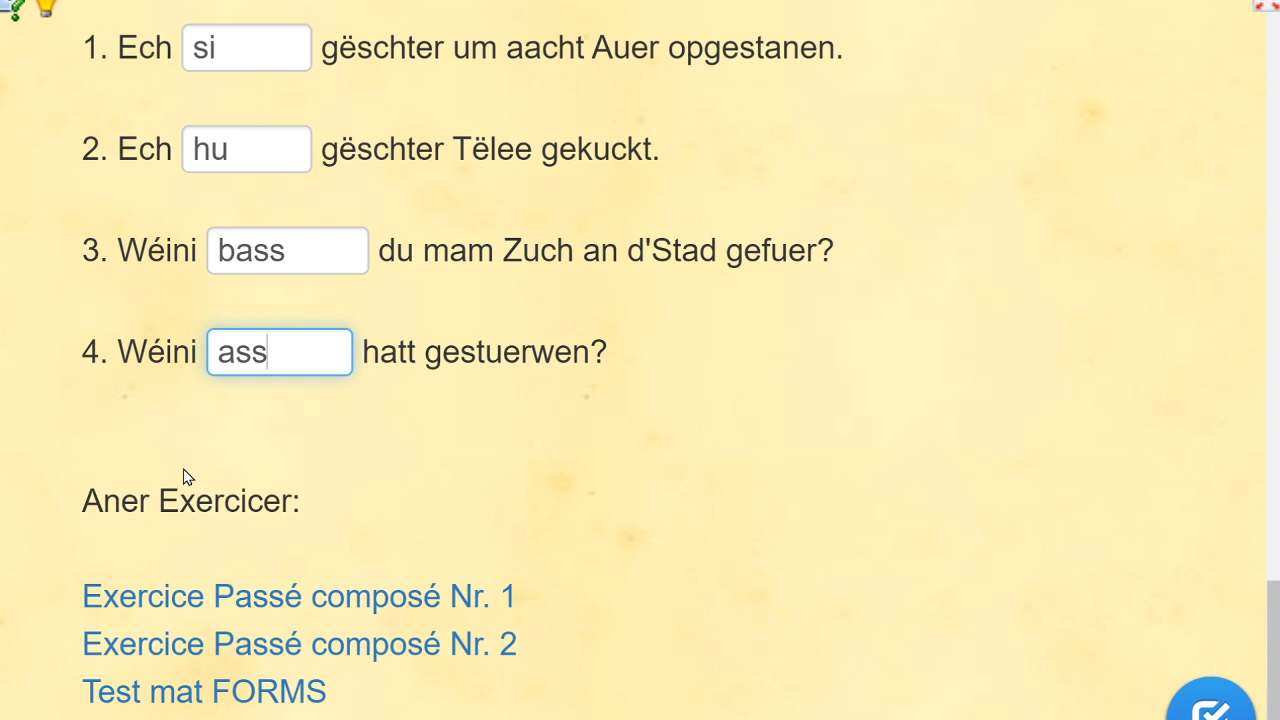 1. Ech si gëschter um aacht Auer opgestanen.
2. Ech hu gëschter Tëlee gekuckt.
3. Wéini bass du mam Zuch an d'Stad gefuer?
4. Wéini ass hatt gestuerwen?
Aner Exercicer:
Exercice Passé composé Nr. 1
Exercice Passé composé Nr. 2
Test mat FORMS